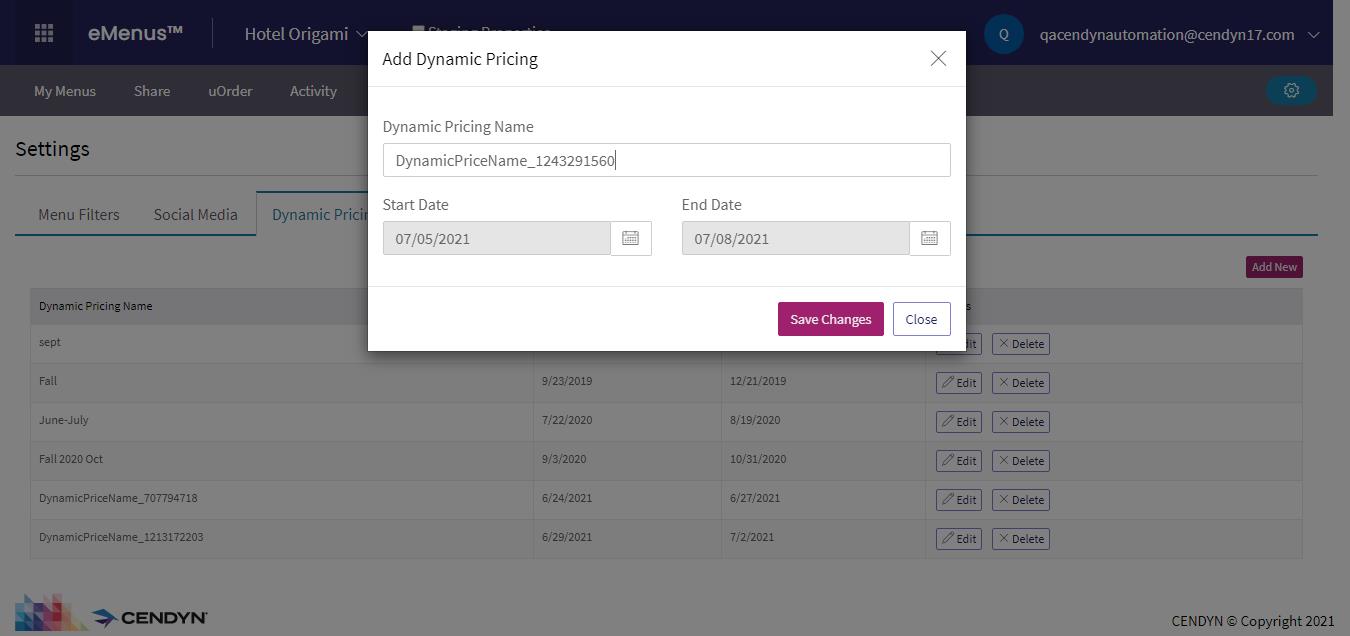 eMenus™
Hotel Origami
Staging Properties
Q
qacendynautomation@cendyn17.com
My Menus
Share
uOrder
Activity
Add Dynamic Pricing
Dynamic Pricing Name
DynamicPriceName_1243291560
Start Date
End Date
07/05/2021
07/08/2021
Save Changes
Close
Settings
Menu Filters
Social Media
Dynamic Pricin
Add New
Dynamic Pricing Name
s
sept
dit
Delete
Fall
9/23/2019
12/21/2019
Edit
Delete
June-July
7/22/2020
8/19/2020
Edit
Delete
Fall 2020 Oct
9/3/2020
10/31/2020
Edit
Delete
DynamicPriceName_707794718
6/24/2021
6/27/2021
Edit
Delete
DynamicPriceName_1213172203
6/29/2021
7/2/2021
Edit
Delete
CENDYN
CENDYN © Copyright 2021